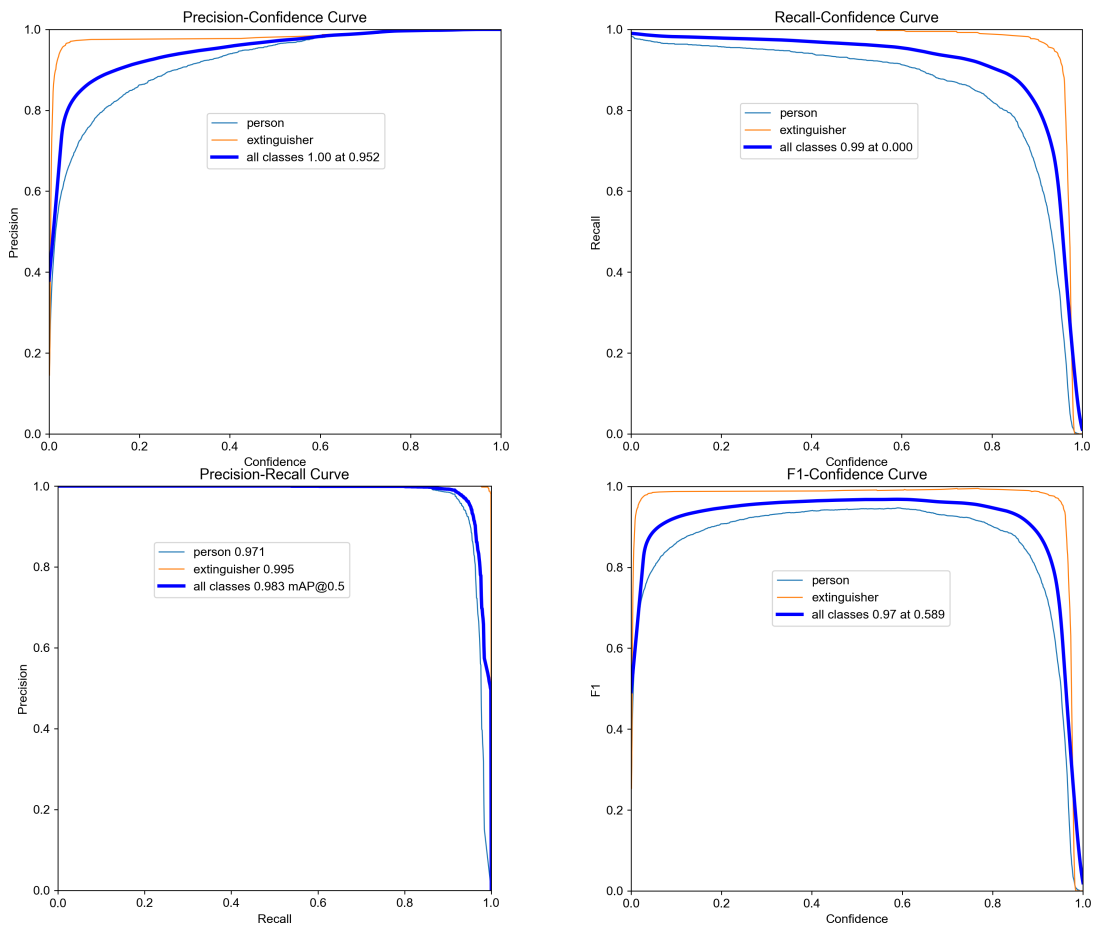 Precision-Confidence Curve
1.0
0.8
0.6
0.4
0.2
0.0
Precision
person
extinguisher
all classes 1.00 at 0.952
0.0 0.2 0.4 0.6 0.8 1.0
Confidence
Recall-Confidence Curve
1.0
0.8
0.6
0.4
0.2
0.0
Recall
person
extinguisher
all classes 0.99 at 0.000
0.0 0.2 0.4 0.6 0.8 1.0
Confidence
Precision-Recall Curve
1.0
0.8
0.6
0.4
0.2
0.0
Precision
person 0.971
extinguisher 0.995
all classes 0.983 mAP@0.5
0.0 0.2 0.4 0.6 0.8 1.0
Recall
F1-Confidence Curve
1.0
0.8
0.6
0.4
0.2
0.0
F1
person
extinguisher
all classes 0.97 at 0.589
0.0 0.2 0.4 0.6 0.8 1.0
Confidence